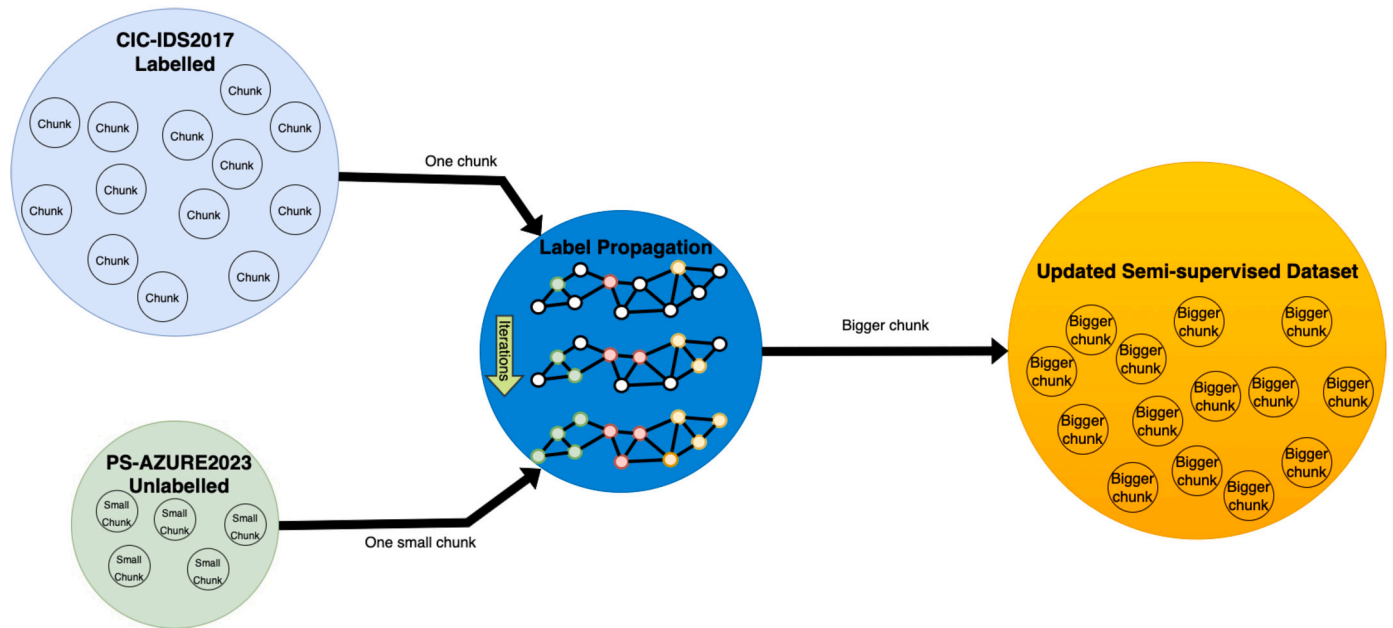 CIC-IDS2017
Labelled
Chunk
Chunk
Chunk
Chunk
Chunk
Chunk
Chunk
Chunk
Chunk
Chunk
Chunk
Chunk
Chunk
One chunk
PS-AZURE2023
Unlabelled
Small
Chunk
Small
Chunk
Small
Chunk
Small
Chunk
Small
Chunk
One small chunk
Label Propagation
Iterations
Bigger chunk
Updated Semi-supervised Dataset
Bigger
chunk
Bigger
chunk
Bigger
chunk
Bigger
chunk
Bigger
chunk
Bigger
chunk
Bigger
chunk
Bigger
chunk
Bigger
chunk
Bigger
chunk
Bigger
chunk
Bigger
chunk
Bigger
chunk
Bigger
chunk